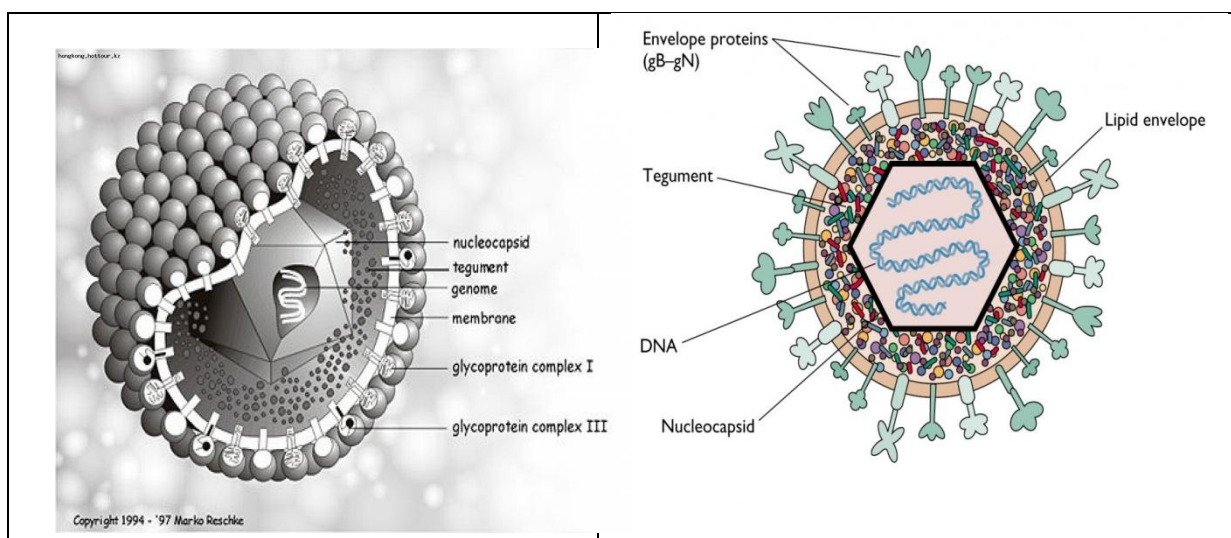 hongkong.hottour.kz
nucleocapsid
tegument
genome
membrane
glycoprotein complex I
glycoprotein complex III
Copyright 1994 - '97 Marko Reschke
Envelope proteins
(gB–gN)
Lipid envelope
Tegument
DNA
Nucleocapsid